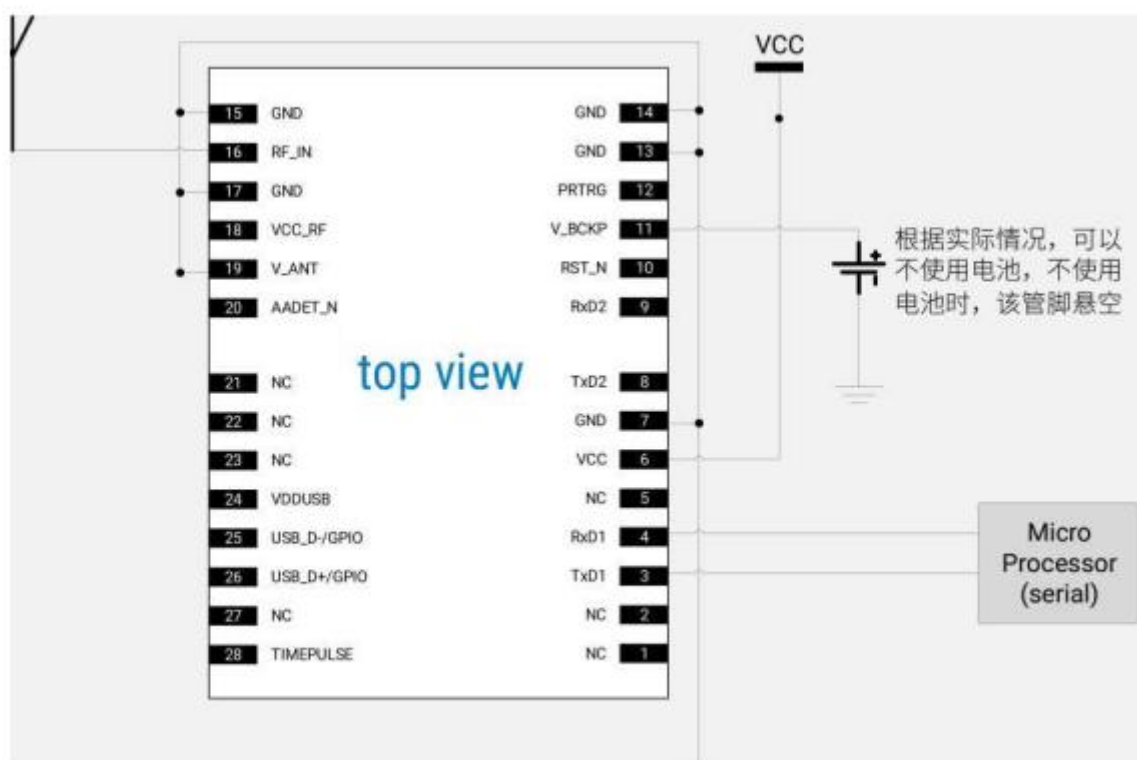 VCC
15 GND
GND 14
16 RF_IN
GND 13
17 GND
PRTRG 12
18 VCC_RF
V_BCKP 11
19 V_ANT
RST_N 10
20 AADET_N
RxD2 9
根据实际情况，可以
不使用电池，不使用
电池时，该管脚悬空
top view
21 NC
TxD2 8
22 NC
GND 7
23 NC
VCC 6
24 VDDUSB
NC 5
25 USB_D-/GPIO
RxD1 4
26 USB_D+/GPIO
TxD1 3
27 NC
NC 2
28 TIMEPULSE
NC 1
Micro
Processor
(serial)